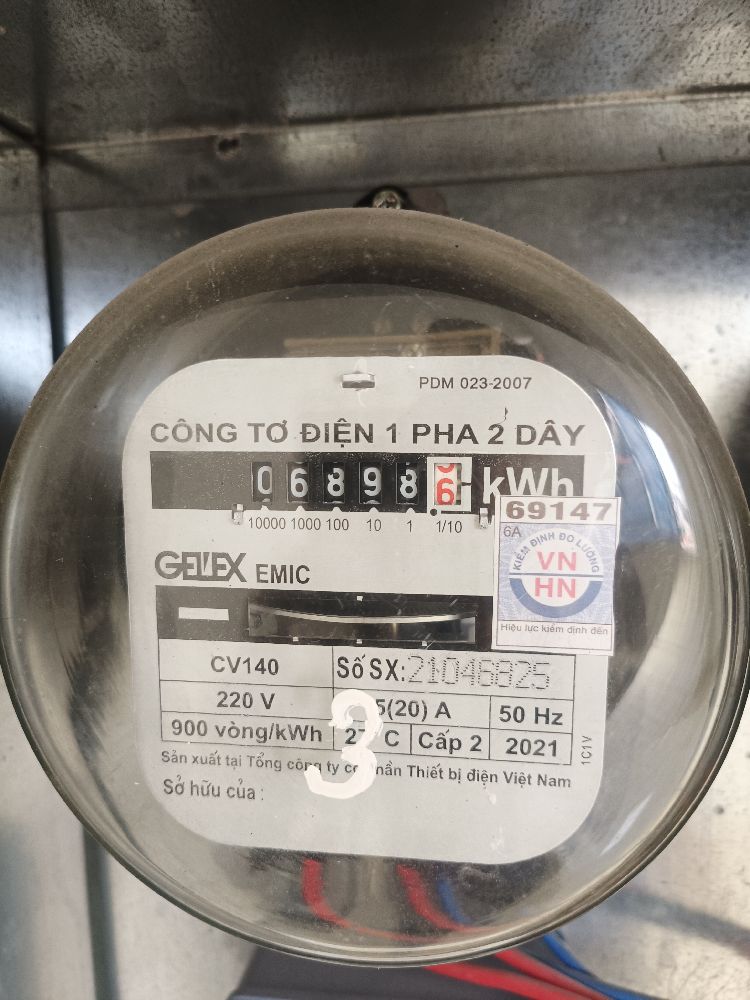 PDM 023-2007
CÔNG TƠ ĐIỆN 1 PHA 2 DÂY
0 6 8 9 8 6 kWh
10000 1000 100 10 1 1/10
69147
6A
KIỂM ĐỊNH ĐO LƯỜNG
VN
HN
Hiệu lực kiểm định đến
GELEX EMIC
CV140 Số SX: 21046825
220 V 5(20) A 50 Hz
900 vòng/kWh C Cấp 2 2021
Sản xuất tại Tổng công ty cổ phần Thiết bị điện Việt Nam
Sở hữu của :
1C1V
3